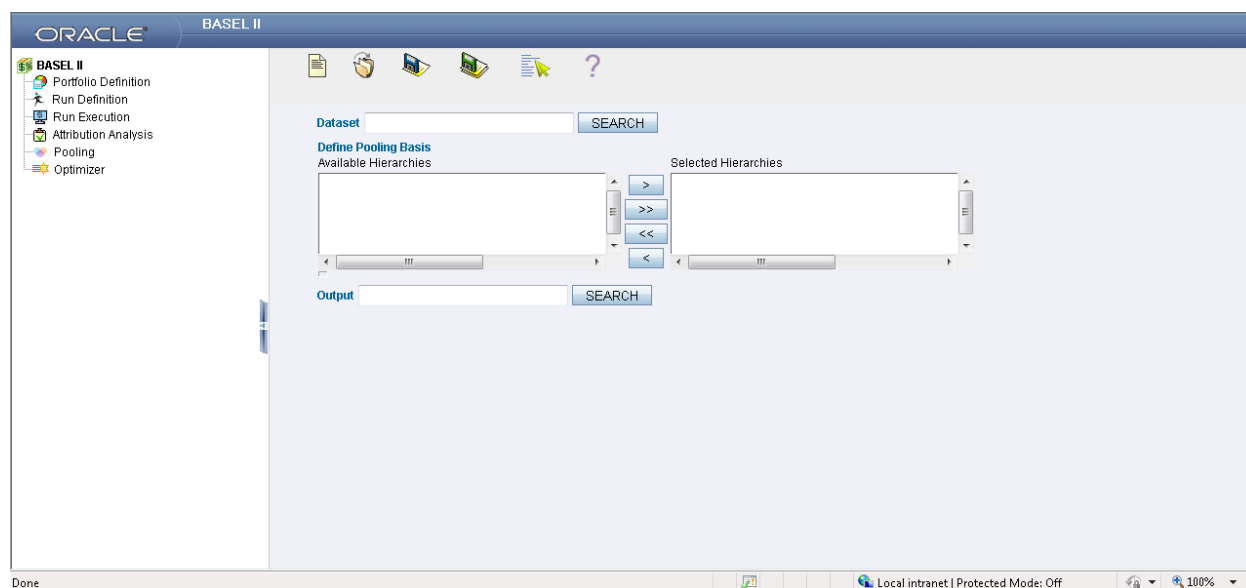 ORACLE
BASEL II
BASEL II
Portfolio Definition
Run Definition
Run Execution
Attribution Analysis
Pooling
Optimizer
?
Dataset SEARCH
Define Pooling Basis
Available Hierarchies Selected Hierarchies
>
>>
<<
<
Output SEARCH
Done Local intranet | Protected Mode: Off 100%